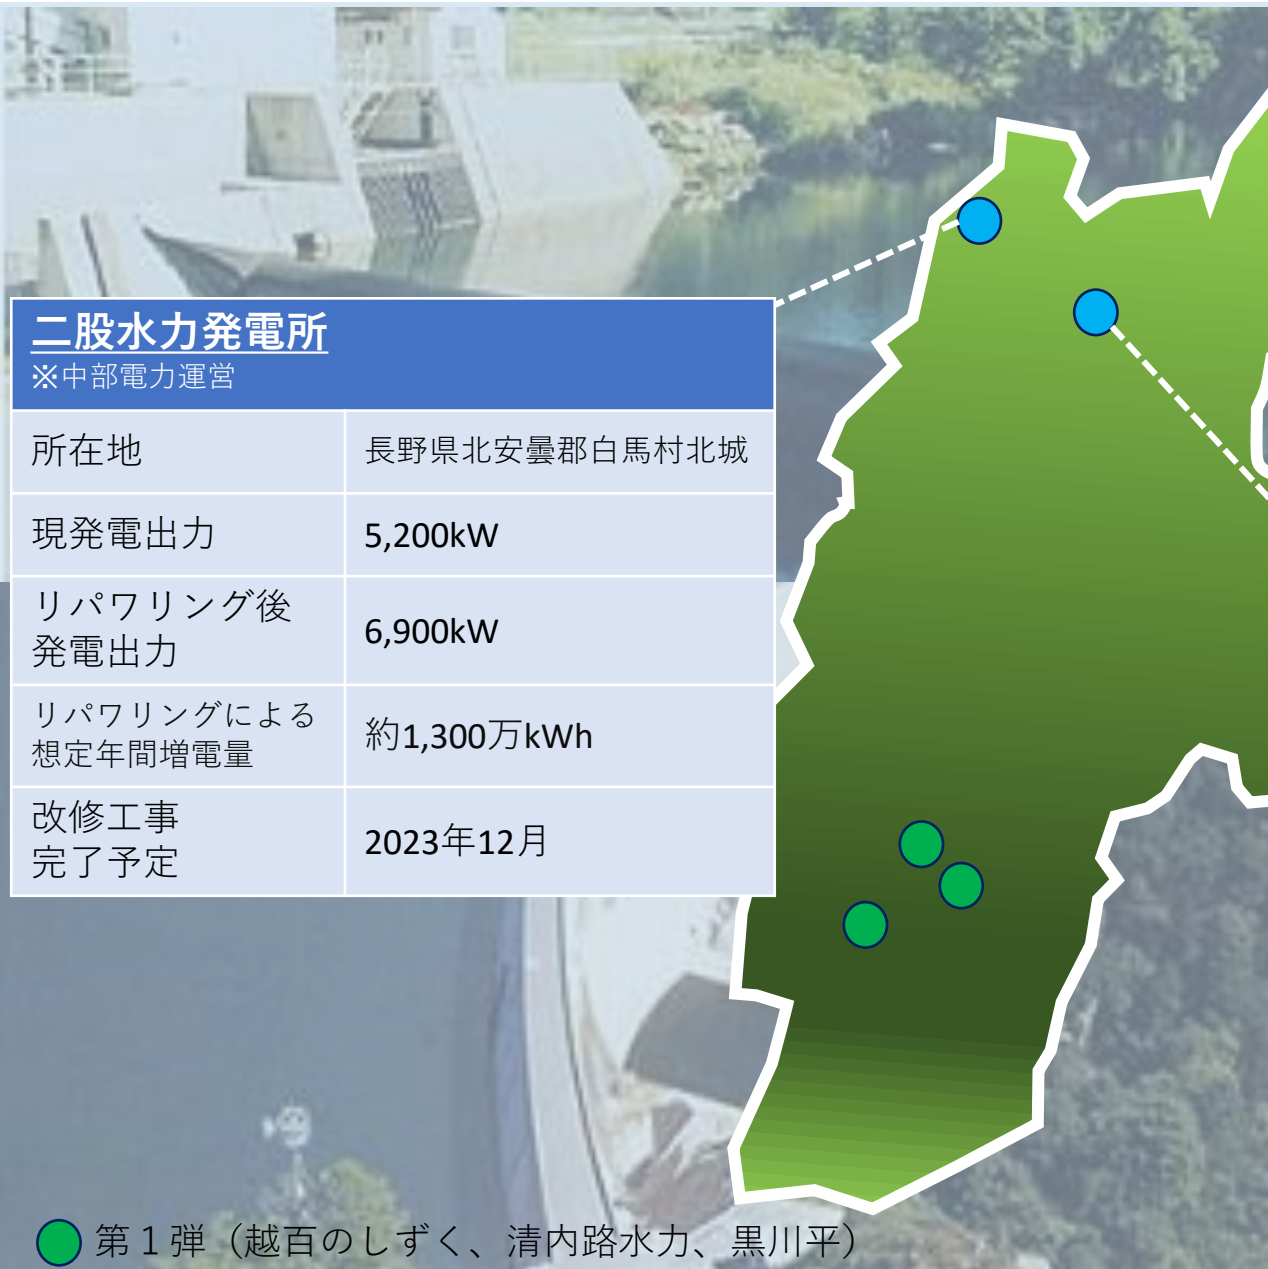 二股水力発電所
※中部電力運営
所在地
長野県北安曇郡白馬村北城
現発電出力
5,200kW
リパワリング後
発電出力
6,900kW
リパワリングによる
想定年間増電量
約1,300万kWh
改修工事
完了予定
2023年12月
第１弾（越百のしずく、清内路水力、黒川平）